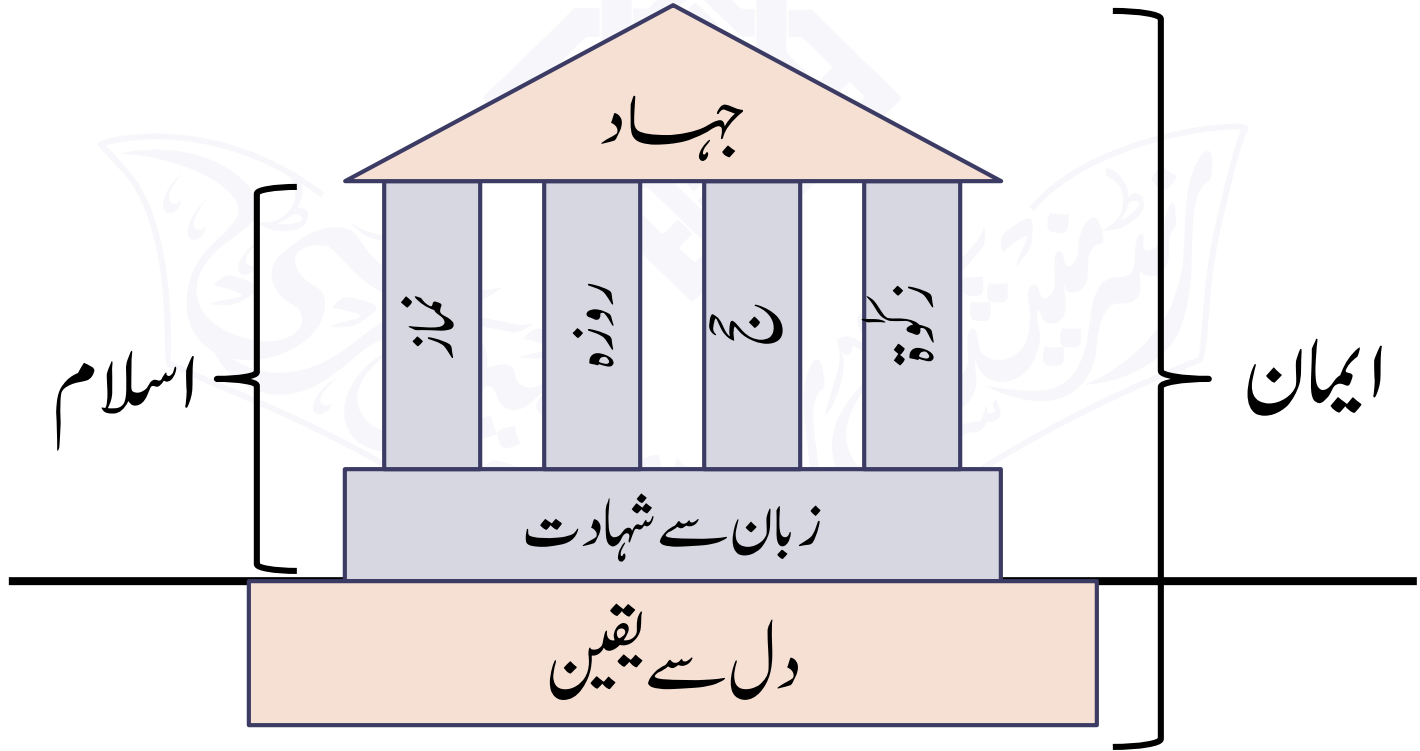 جہاد
زکوٰۃ
حج
روزہ
نماز
ایمان
اسلام
زبان سے شہادت
دل سے یقین